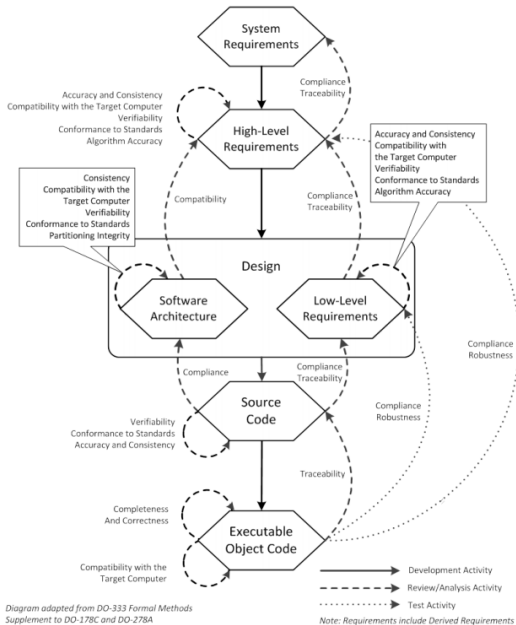 System
Requirements
Compliance
Traceability
Accuracy and Consistency
Compatibility with the Target Computer
Verifiability
Conformance to Standards
Algorithm Accuracy
High-Level
Requirements
Accuracy and Consistency
Compatibility with
the Target Computer
Verifiability
Conformance to Standards
Algorithm Accuracy
Consistency
Compatibility with the
Target Computer
Verifiability
Conformance to Standards
Partitioning Integrity
Compatibility
Compliance
Traceability
Design
Software
Architecture
Low-Level
Requirements
Compliance
Robustness
Compliance
Compliance
Traceability
Compliance
Robustness
Source
Code
Verifiability
Conformance to Standards
Accuracy and Consistency
Traceability
Completeness
And Correctness
Executable
Object Code
Compatibility with the
Target Computer
Development Activity
Review/Analysis Activity
Test Activity
Diagram adapted from DO-333 Formal Methods
Supplement to DO-178C and DO-278A
Note: Requirements include Derived Requirements